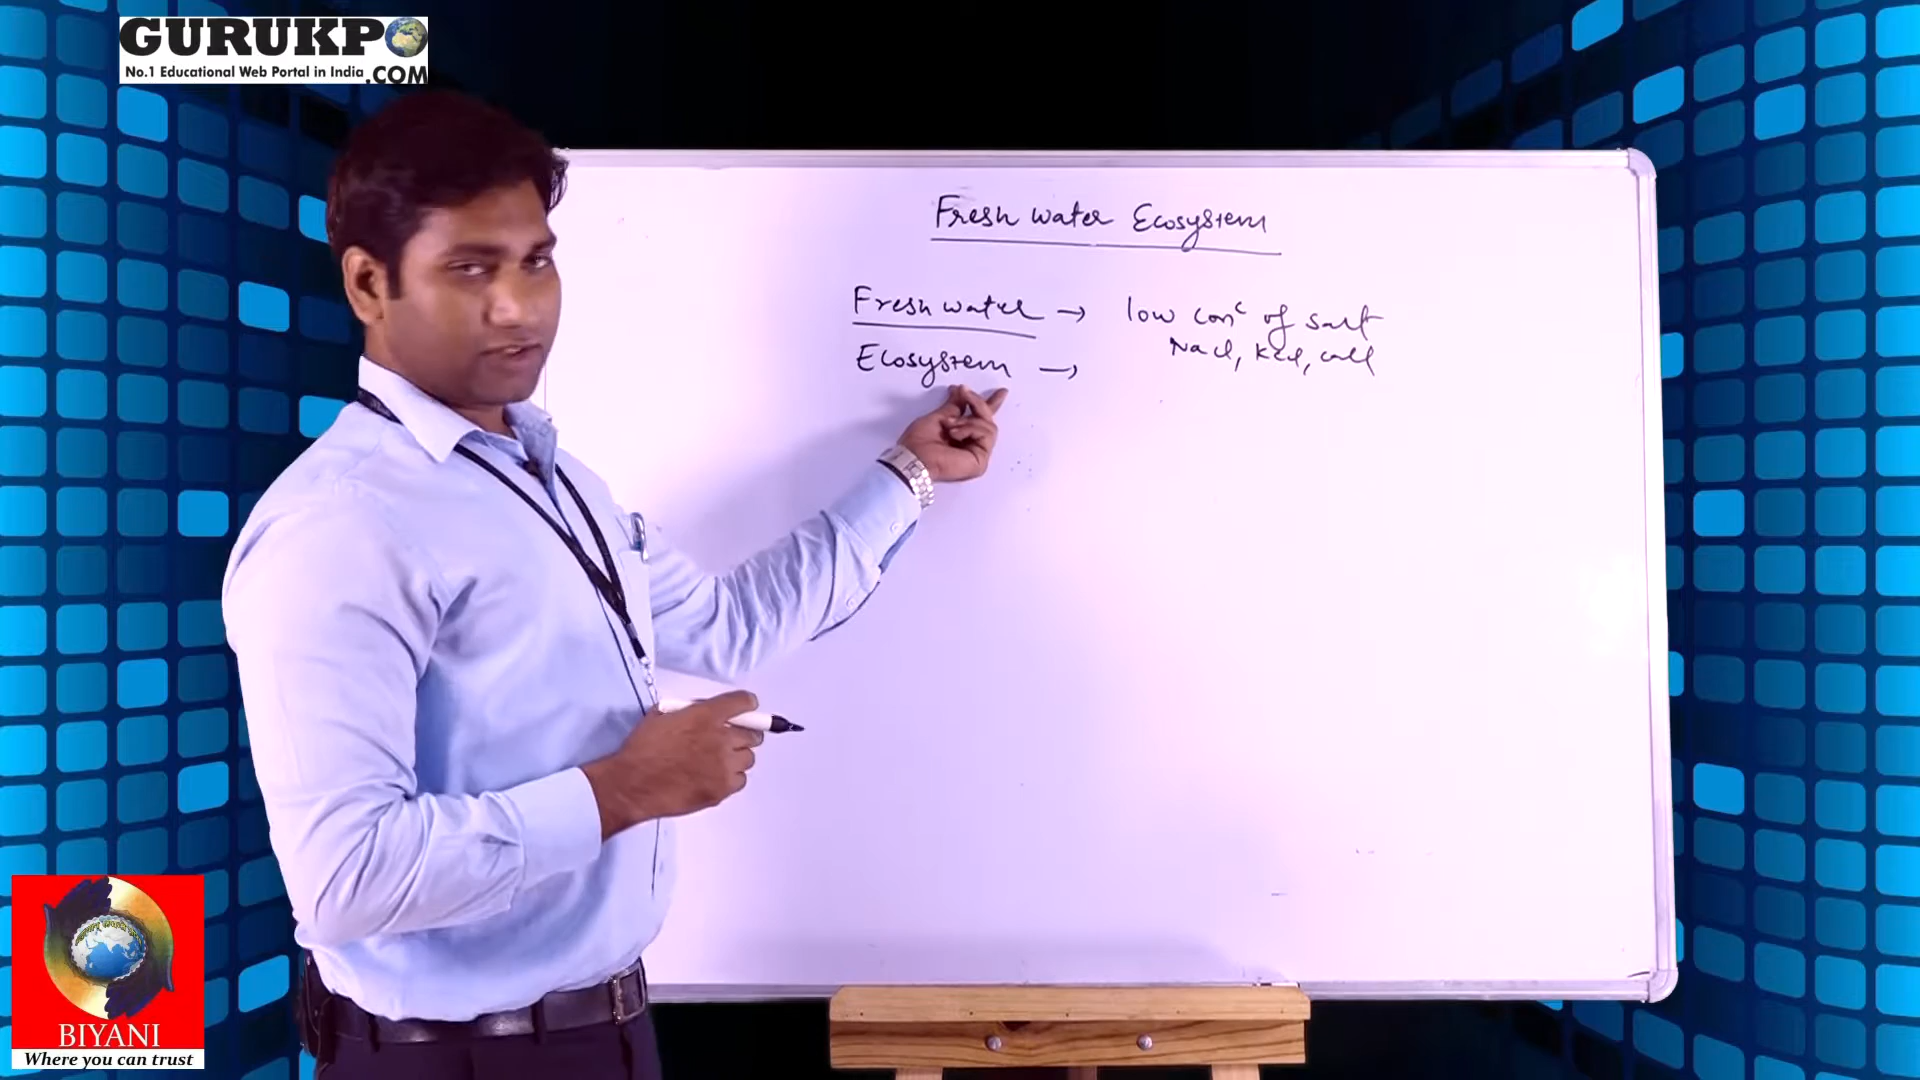 GURUKPO
No.1 Educational Web Portal in India .COM
Fresh water Ecosystem
Fresh water → low conc of salt
NaCl, KCl, CaCl
Ecosystem →
BIYANI
Where you can trust